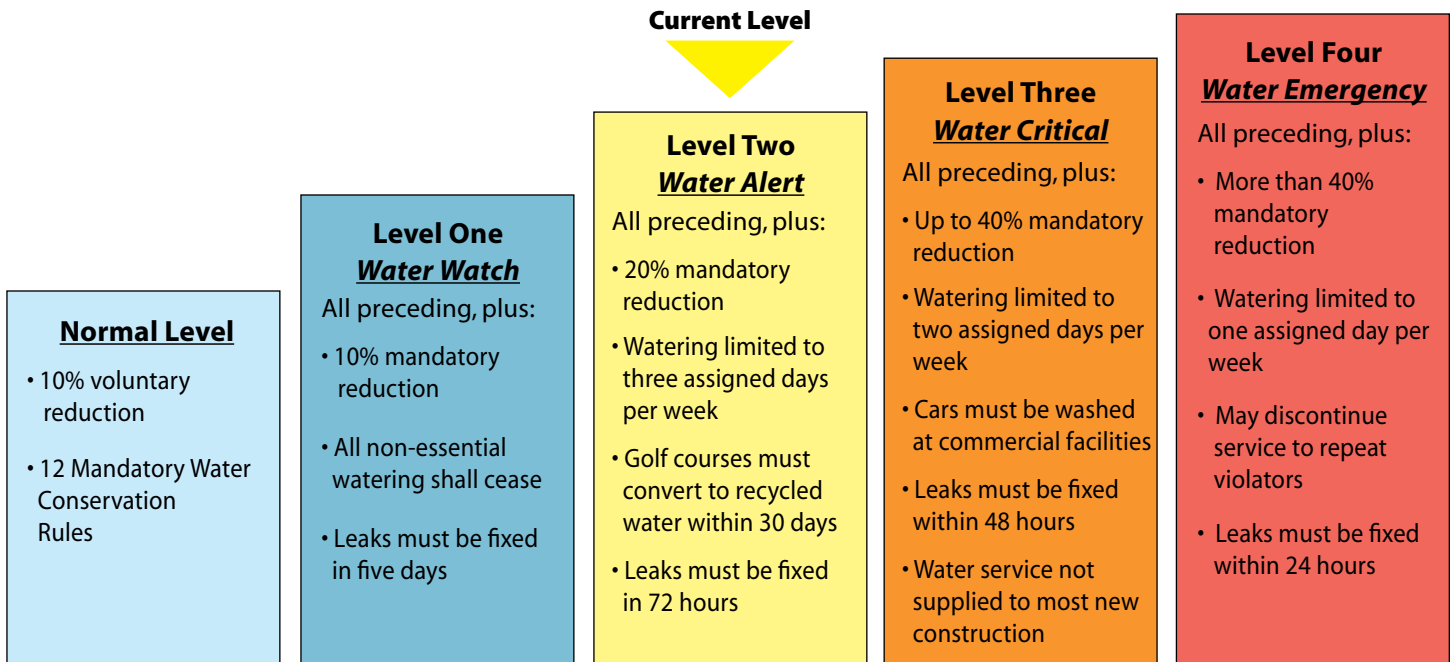 Current Level
Normal Level
• 10% voluntary
reduction
• 12 Mandatory Water
Conservation
Rules
Level One
Water Watch
All preceding, plus:
• 10% mandatory
reduction
• All non-essential
watering shall cease
• Leaks must be fixed
in five days
Level Two
Water Alert
All preceding, plus:
• 20% mandatory
reduction
• Watering limited to
three assigned days
per week
• Golf courses must
convert to recycled
water within 30 days
• Leaks must be fixed
in 72 hours
Level Three
Water Critical
All preceding, plus:
• Up to 40% mandatory
reduction
• Watering limited to
two assigned days per
week
• Cars must be washed
at commercial facilities
• Leaks must be fixed
within 48 hours
• Water service not
supplied to most new
construction
Level Four
Water Emergency
All preceding, plus:
• More than 40%
mandatory
reduction
• Watering limited to
one assigned day per
week
• May discontinue
service to repeat
violators
• Leaks must be fixed
within 24 hours